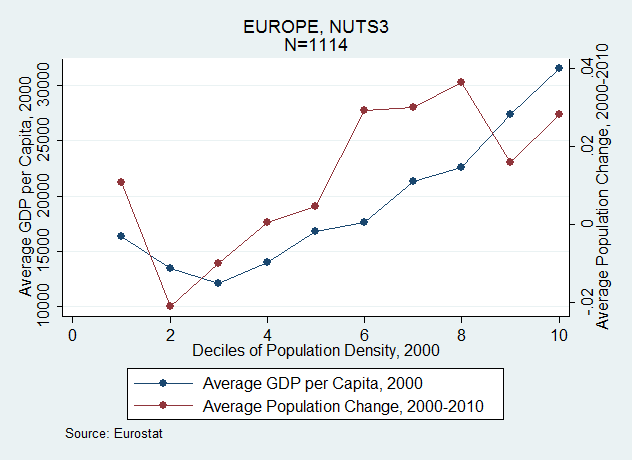 EUROPE, NUTS3
N=1114
Average GDP per Capita, 2000
30000
25000
20000
15000
10000
Average Population Change, 2000-2010
.04
.02
0
-.02
0 2 4 6 8 10
Deciles of Population Density, 2000
Average GDP per Capita, 2000
Average Population Change, 2000-2010
Source: Eurostat